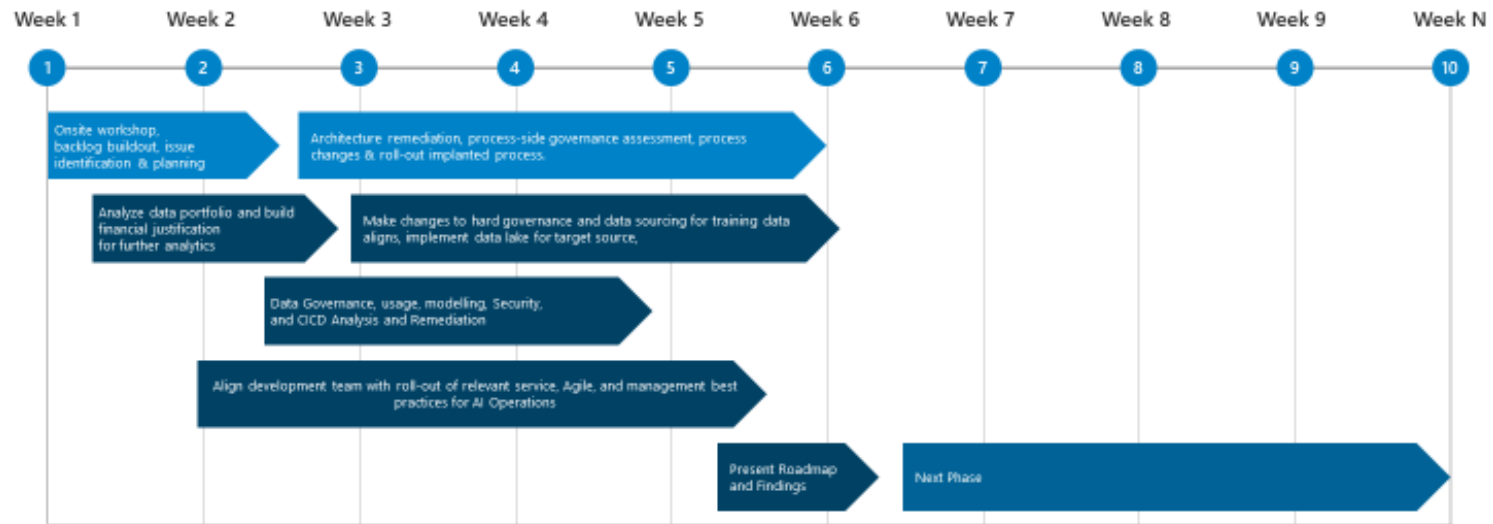 Week 1 Week 2 Week 3 Week 4 Week 5 Week 6 Week 7 Week 8 Week 9 Week N
1 2 3 4 5 6 7 8 9 10
Onsite workshop,
backlog buildout, issue
identification & planning
Architecture remediation, process-side governance assessment, process
changes & roll-out implanted process.
Analyze data portfolio and build
financial justification
for further analytics
Make changes to hard governance and data sourcing for training data
aligns, implement data lake for target source,
Data Governance, usage, modelling, Security,
and CICD Analysis and Remediation
Align development team with roll-out of relevant service, Agile, and management best
practices for AI Operations
Present Roadmap
and Findings
Next Phase